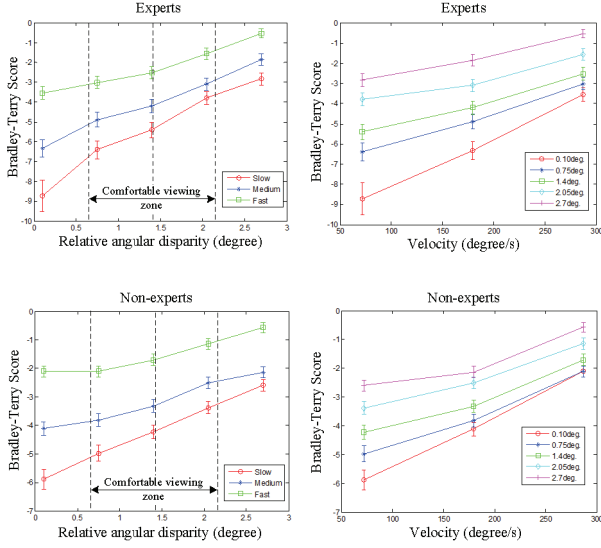 Experts
0
-1
-2
-3
-4
-5
-6
-7
-8
-9
-10
Bradley-Terry Score
Comfortable viewing
zone
Slow
Medium
Fast
0
0.5
1
1.5
2
2.5
3
Relative angular disparity (degree)
Experts
0
-1
-2
-3
-4
-5
-6
-7
-8
-9
-10
Bradley-Terry Score
0.10deg.
0.75deg.
1.4deg.
2.05deg.
2.7deg.
50
100
150
200
250
300
Velocity (degree/s)
Non-experts
0
-1
-2
-3
-4
-5
-6
-7
Bradley-Terry Score
Comfortable viewing
zone
Slow
Medium
Fast
0
0.5
1
1.5
2
2.5
3
Relative angular disparity (degree)
Non-experts
0
-1
-2
-3
-4
-5
-6
-7
Bradley-Terry Score
0.10deg.
0.75deg.
1.4deg.
2.05deg.
2.7deg.
50
100
150
200
250
300
Velocity (degree/s)